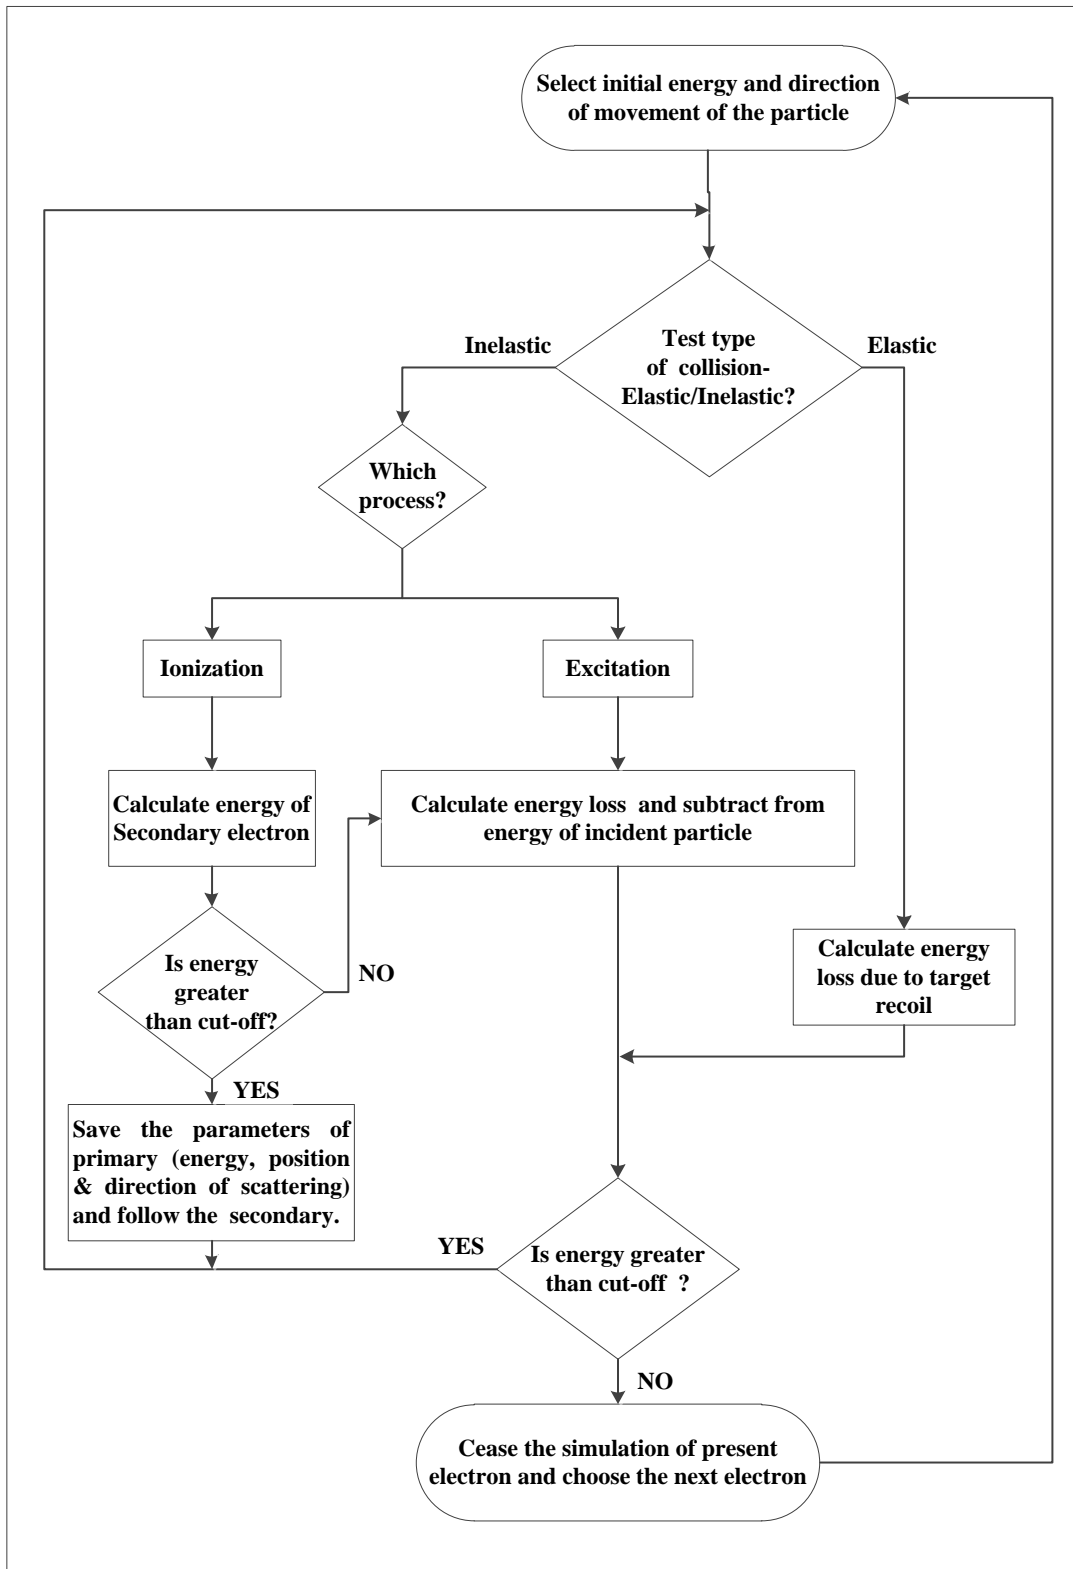 Select initial energy and direction
of movement of the particle
Inelastic
Test type
of collision-
Elastic/Inelastic?
Elastic
Which
process?
Ionization
Excitation
Calculate energy of
Secondary electron
Calculate energy loss and subtract from
energy of incident particle
Is energy
greater
than cut-off?
NO
Calculate energy
loss due to target
recoil
YES
Save the parameters of
primary (energy, position
& direction of scattering)
and follow the secondary.
YES
Is energy greater
than cut-off ?
NO
Cease the simulation of present
electron and choose the next electron